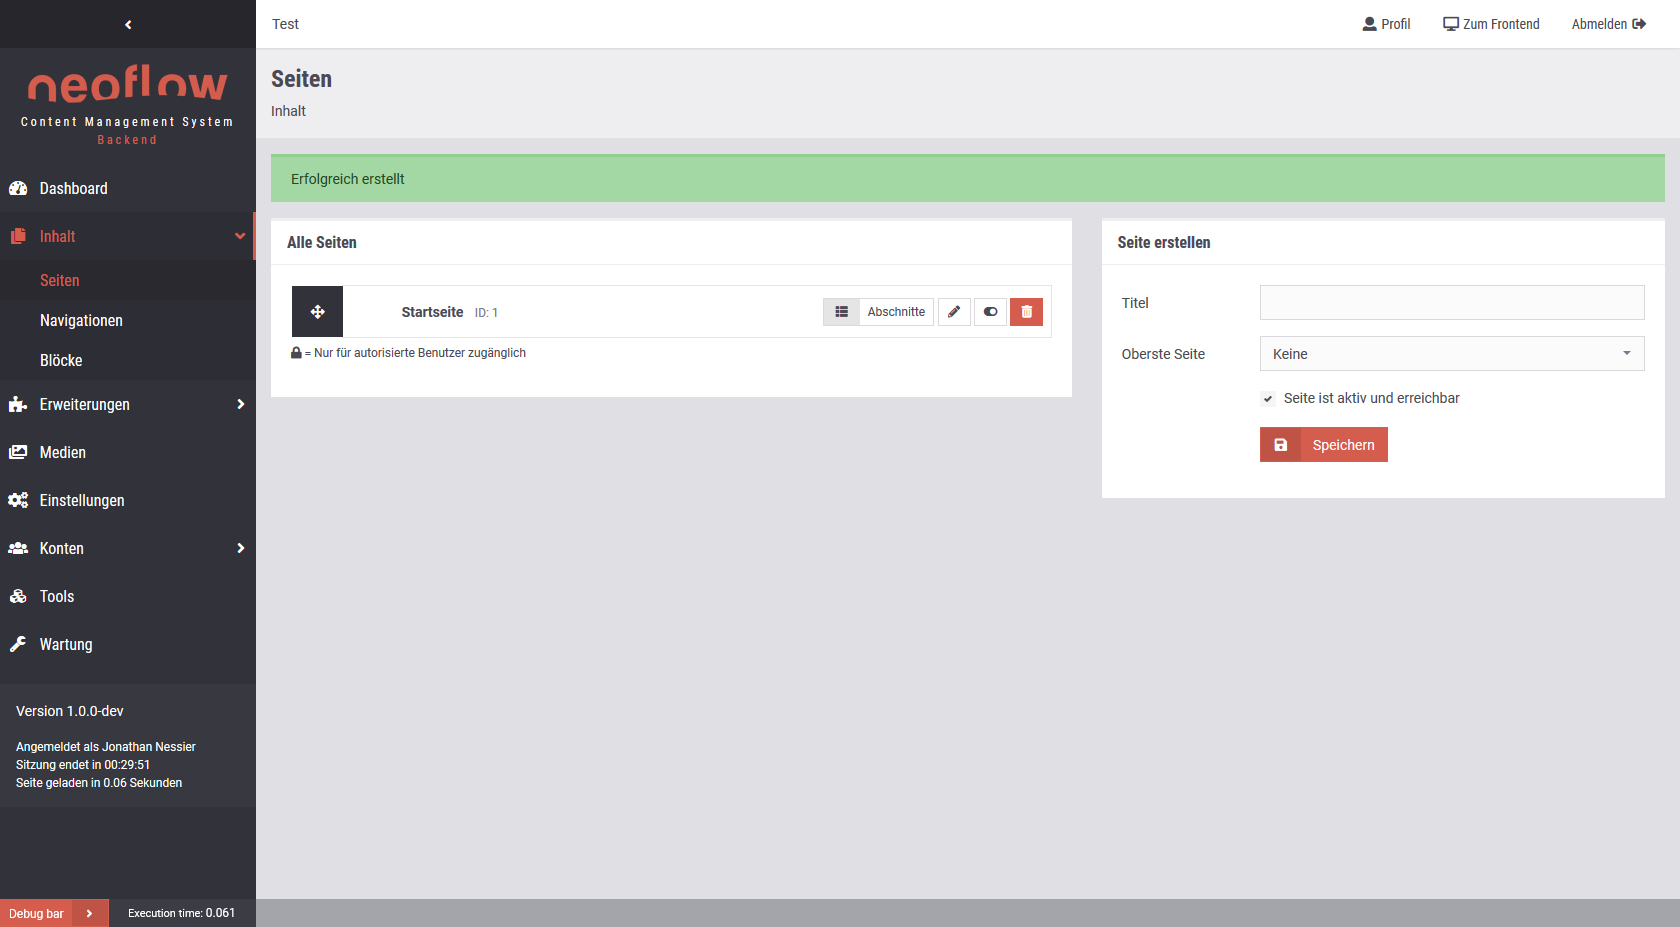 Test
Profil
Zum Frontend
Abmelden
neoflow
Content Management System
Backend
Dashboard
Inhalt
Seiten
Navigationen
Blöcke
Erweiterungen
Medien
Einstellungen
Konten
Tools
Wartung
Version 1.0.0-dev
Angemeldet als Jonathan Nessier
Sitzung endet in 00:29:51
Seite geladen in 0.06 Sekunden
Debug bar
Execution time: 0.061
Seiten
Inhalt
Erfolgreich erstellt
Alle Seiten
Startseite ID: 1
Abschnitte
= Nur für autorisierte Benutzer zugänglich
Seite erstellen
Titel
Oberste Seite
Keine
Seite ist aktiv und erreichbar
Speichern